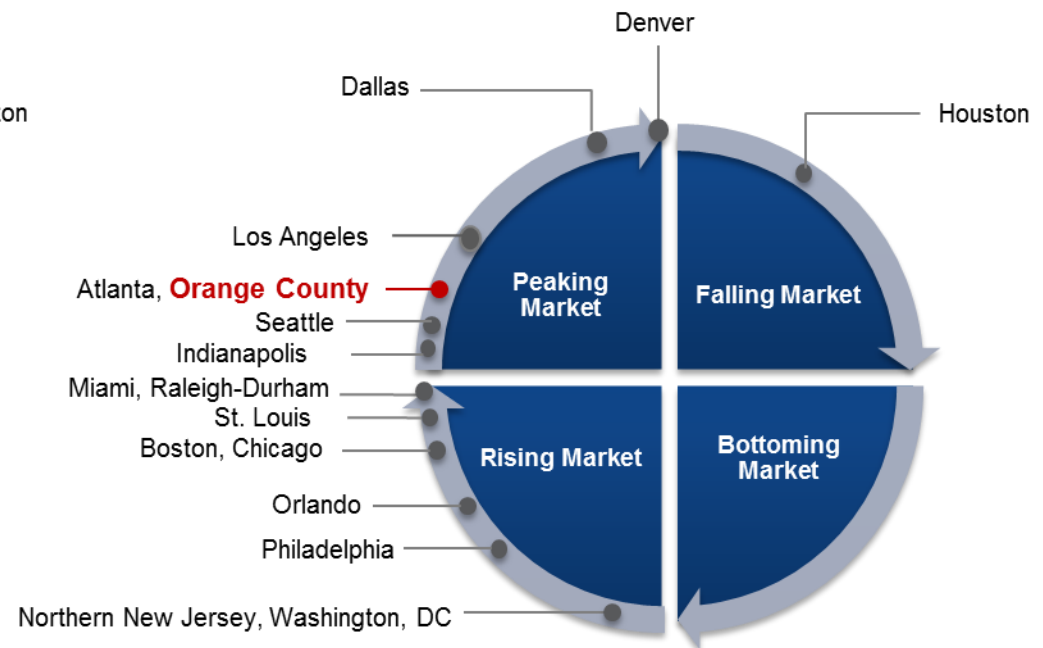 Denver
Dallas
ton
Houston
Los Angeles
Atlanta, Orange County
Seattle
Indianapolis
Miami, Raleigh-Durham
St. Louis
Boston, Chicago
Orlando
Philadelphia
Northern New Jersey, Washington, DC
Peaking
Market
Falling Market
Rising Market
Bottoming
Market